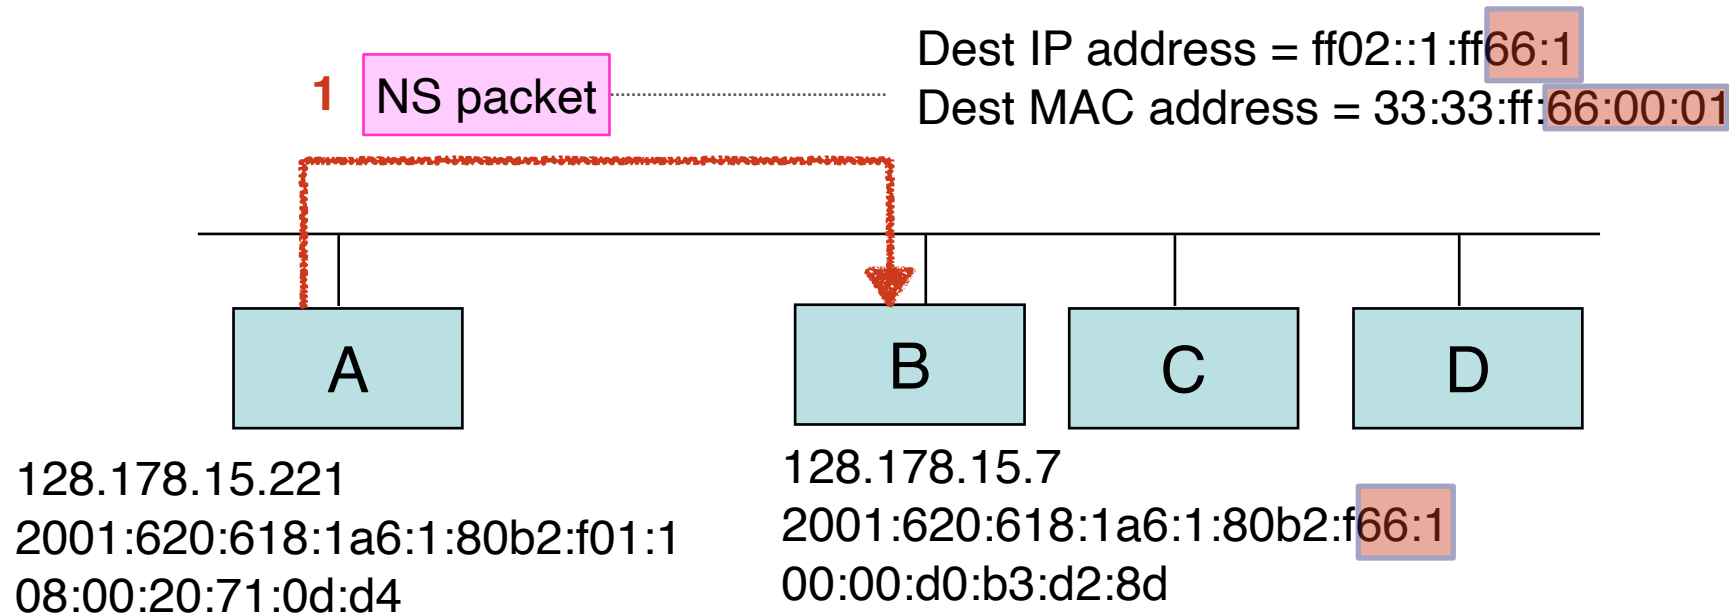 Dest IP address = ff02::1:ff66:1
1 NS packet
Dest MAC address = 33:33:ff:66:00:01
A
B
C
D
128.178.15.221
2001:620:618:1a6:1:80b2:f01:1
08:00:20:71:0d:d4
128.178.15.7
2001:620:618:1a6:1:80b2:f66:1
00:00:d0:b3:d2:8d